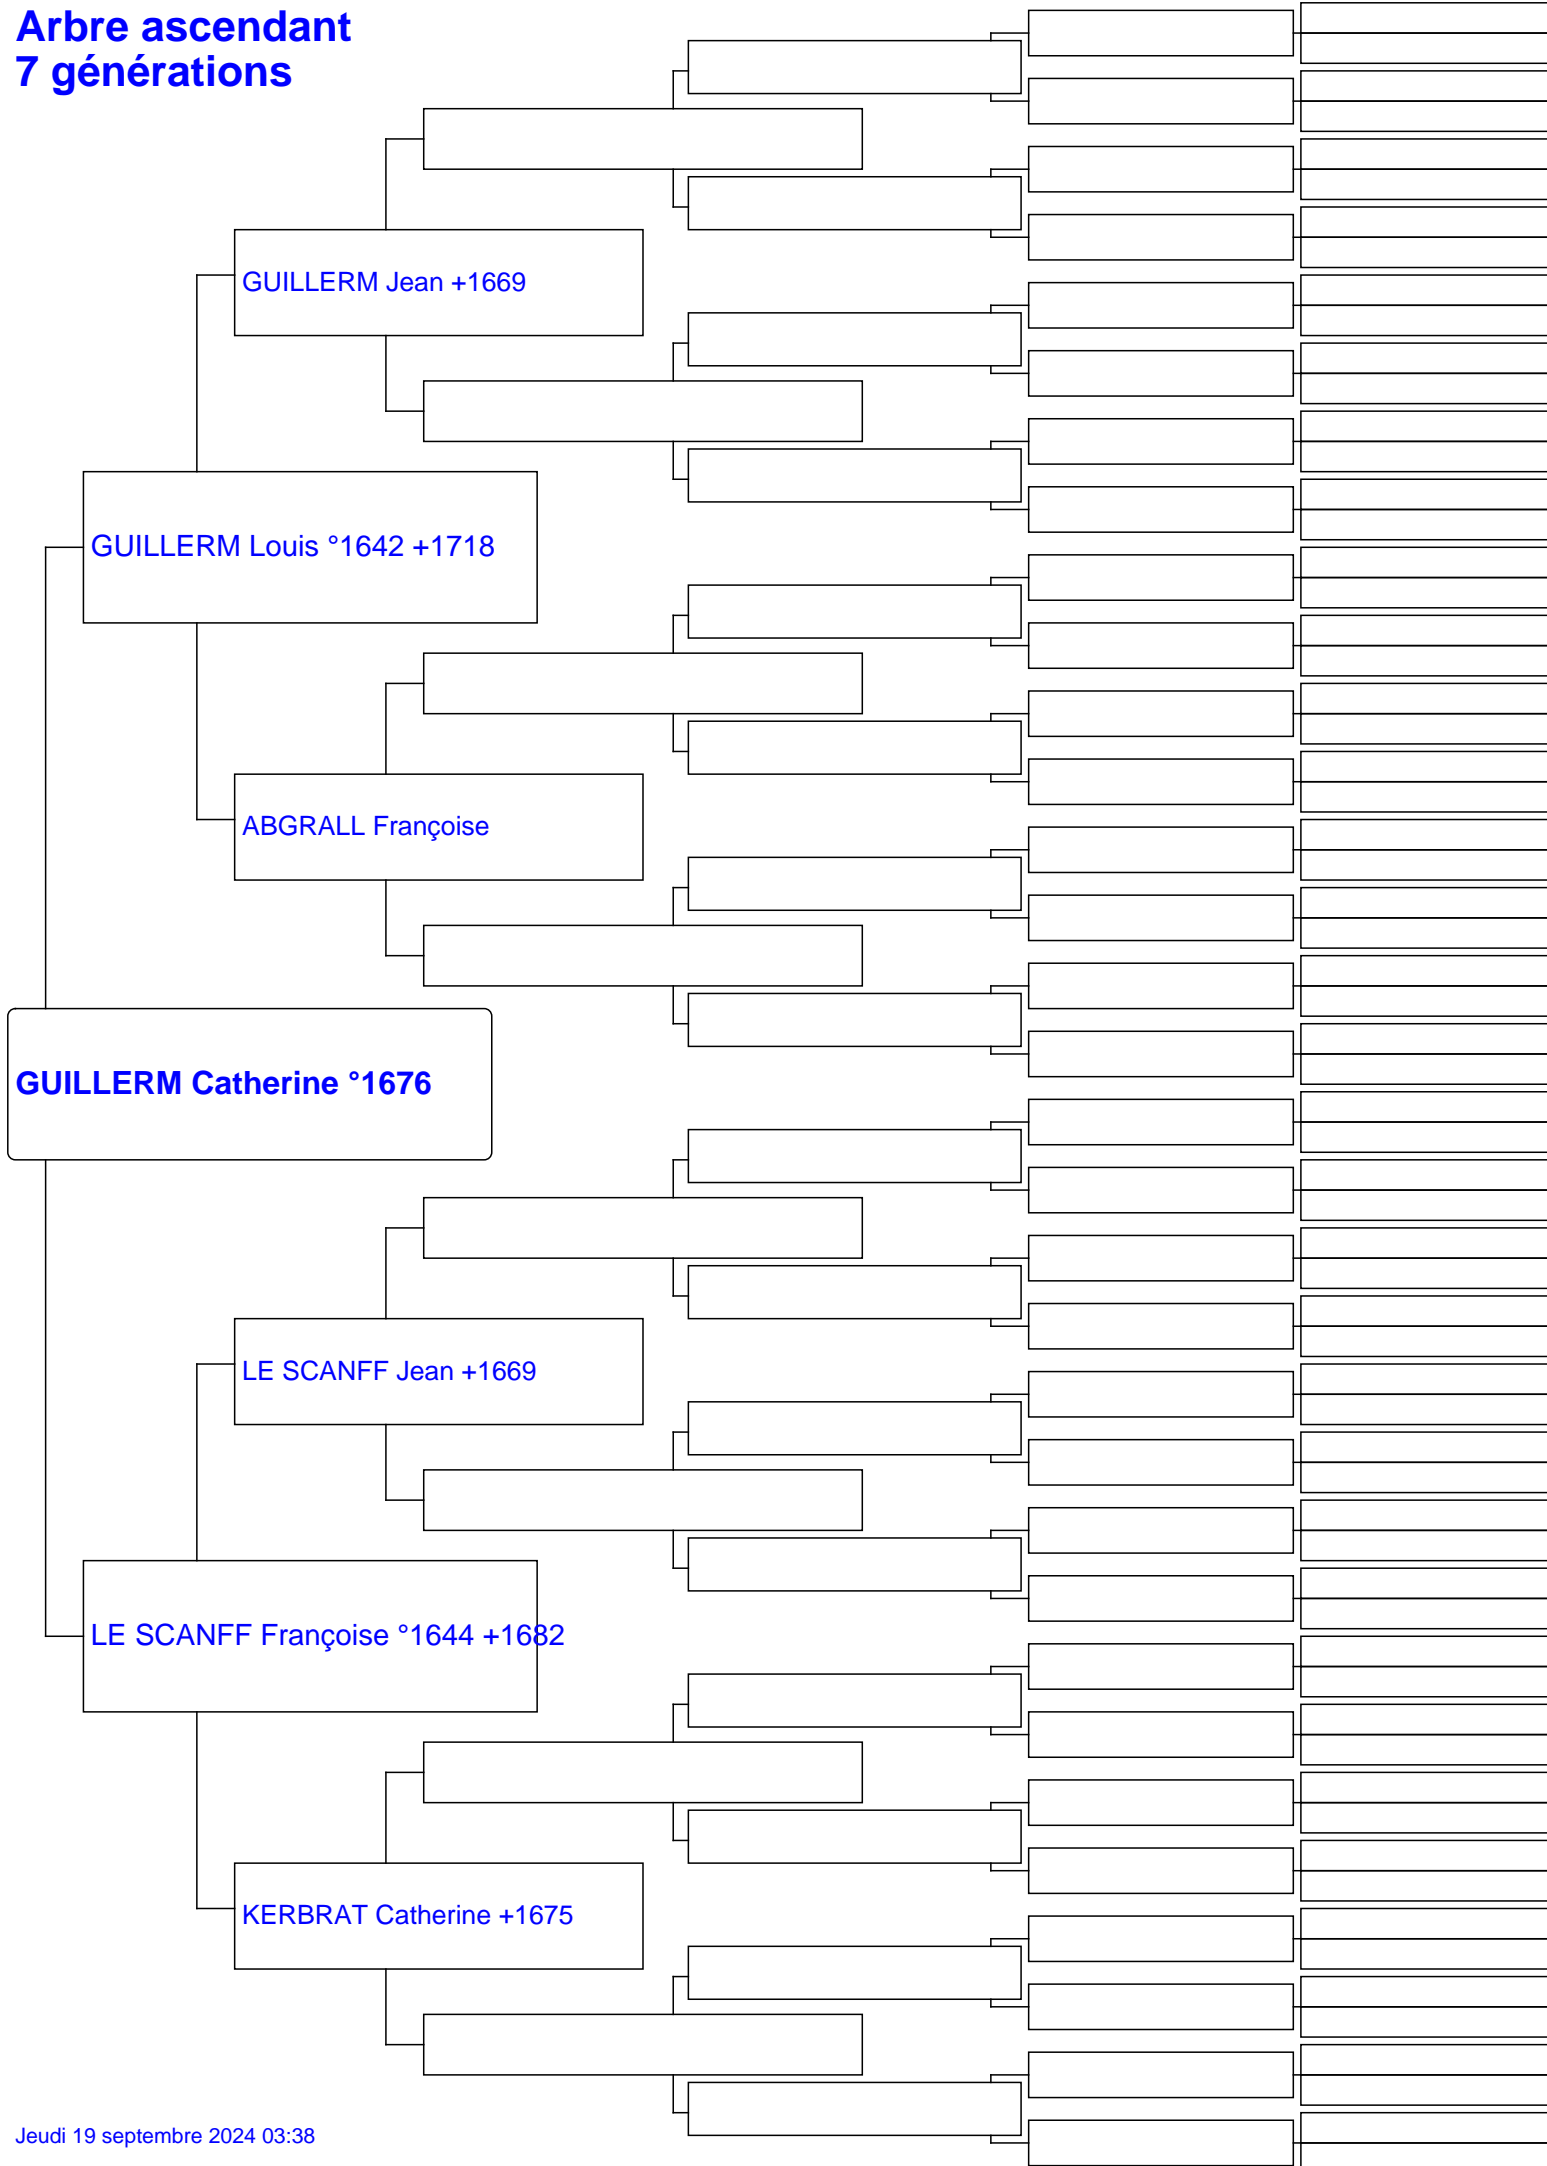 Arbre ascendant
7 générations
GUILLERM Jean +1669
GUILLERM Louis °1642 +1718
ABGRALL Françoise
GUILLERM Catherine °1676
LE SCANFF Jean +1669
LE SCANFF Françoise °1644 +1682
KERBRAT Catherine +1675
Jeudi 19 septembre 2024 03:38